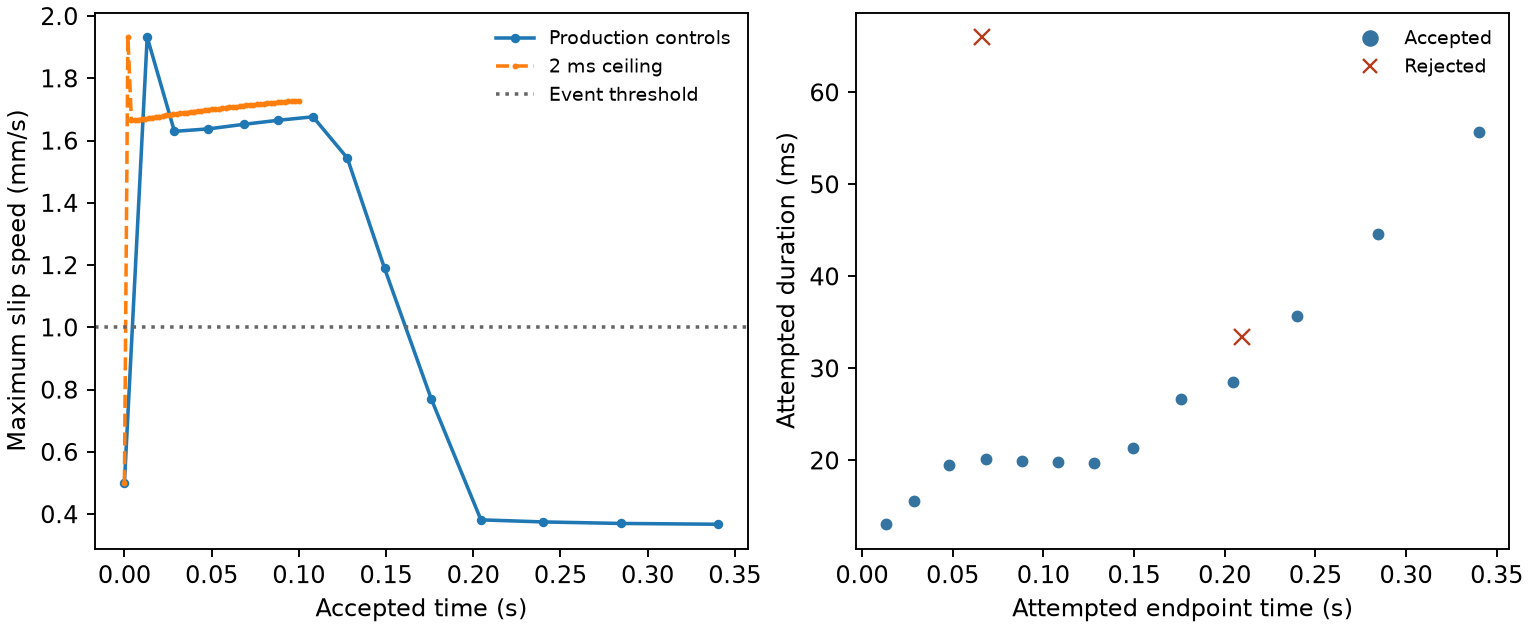 2.0
1.8
1.6
1.4
1.2
1.0
0.8
0.6
0.4
Maximum slip speed (mm/s)
Production controls
2 ms ceiling
Event threshold
0.00 0.05 0.10 0.15 0.20 0.25 0.30 0.35
Accepted time (s)
60
50
40
30
20
Attempted duration (ms)
Accepted
Rejected
0.00 0.05 0.10 0.15 0.20 0.25 0.30 0.35
Attempted endpoint time (s)